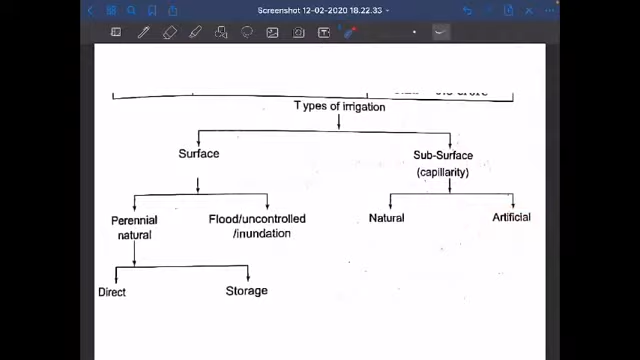 Screenshot 12-02-2020 18.22.33
Types of irrigation
Surface
Sub-Surface
(capillarity)
Perennial
natural
Flood/uncontrolled
/inundation
Natural
Artificial
Direct
Storage